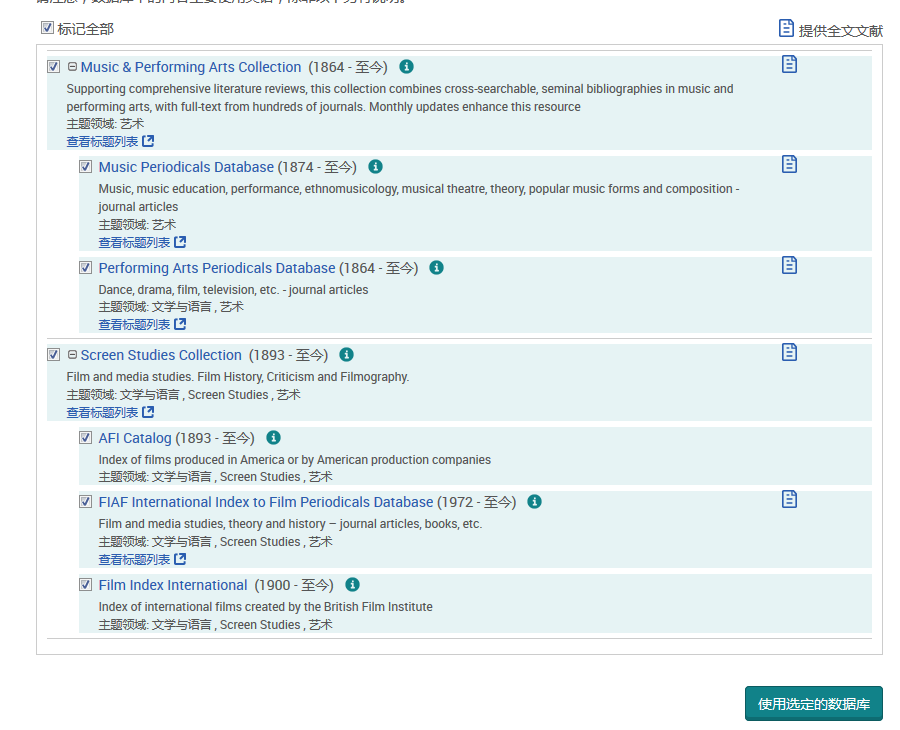 标记全部
提供全文文献
Music & Performing Arts Collection (1864 - 至今)
Supporting comprehensive literature reviews, this collection combines cross-searchable, seminal bibliographies in music and
performing arts, with full-text from hundreds of journals. Monthly updates enhance this resource
主题领域: 艺术
查看标题列表
Music Periodicals Database (1874 - 至今)
Music, music education, performance, ethnomusicology, musical theatre, theory, popular music forms and composition -
journal articles
主题领域: 艺术
查看标题列表
Performing Arts Periodicals Database (1864 - 至今)
Dance, drama, film, television, etc. - journal articles
主题领域: 文学与语言 , 艺术
查看标题列表
Screen Studies Collection (1893 - 至今)
Film and media studies. Film History, Criticism and Filmography.
主题领域: 文学与语言 , Screen Studies , 艺术
查看标题列表
AFI Catalog (1893 - 至今)
Index of films produced in America or by American production companies
主题领域: 文学与语言 , Screen Studies , 艺术
FIAF International Index to Film Periodicals Database (1972 - 至今)
Film and media studies, theory and history – journal articles, books, etc.
主题领域: 文学与语言 , Screen Studies , 艺术
查看标题列表
Film Index International (1900 - 至今)
Index of international films created by the British Film Institute
主题领域: 文学与语言 , Screen Studies , 艺术
使用选定的数据库